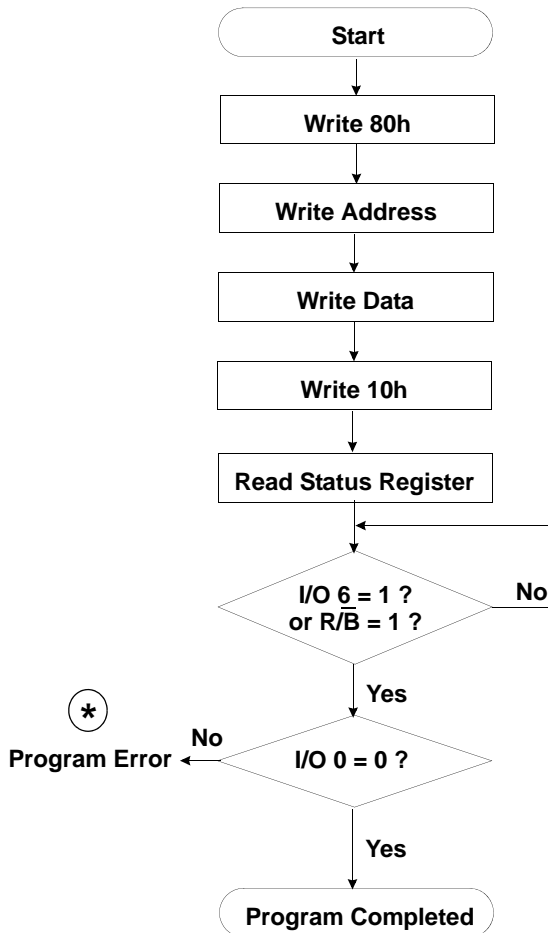 Start
Write 80h
Write Address
Write Data
Write 10h
Read Status Register
I/O 6 = 1 ?
or R/B̅ = 1 ?
No
Yes
*
Program Error
No
I/O 0 = 0 ?
Yes
Program Completed